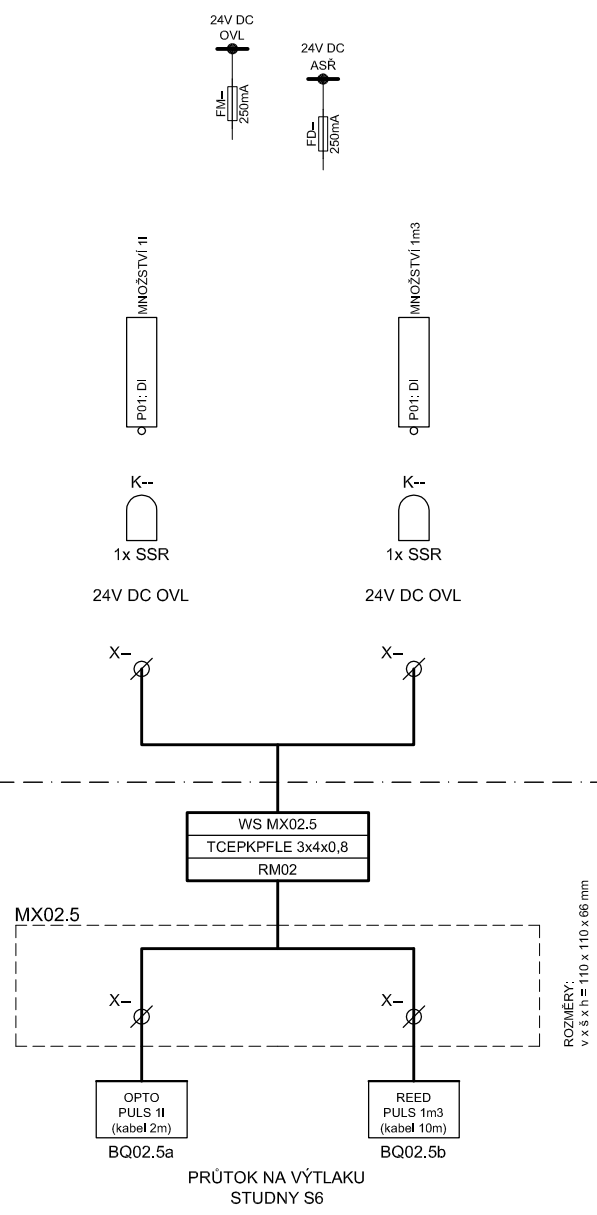 24V DC
OVL
FM–
250mA
24V DC
ASŘ
FD–
250mA
MNOŽSTVÍ 1l
P01: DI
MNOŽSTVÍ 1m3
P01: DI
K--
1x SSR
24V DC OVL
K--
1x SSR
24V DC OVL
X–
X–
WS MX02.5
TCEPKPFLE 3x4x0,8
RM02
MX02.5
X–
X–
ROZMĚRY:
v x š x h = 110 x 110 x 66 mm
OPTO
PULS 1l
(kabel 2m)
BQ02.5a
REED
PULS 1m3
(kabel 10m)
BQ02.5b
PRŮTOK NA VÝTLAKU
STUDNY S6